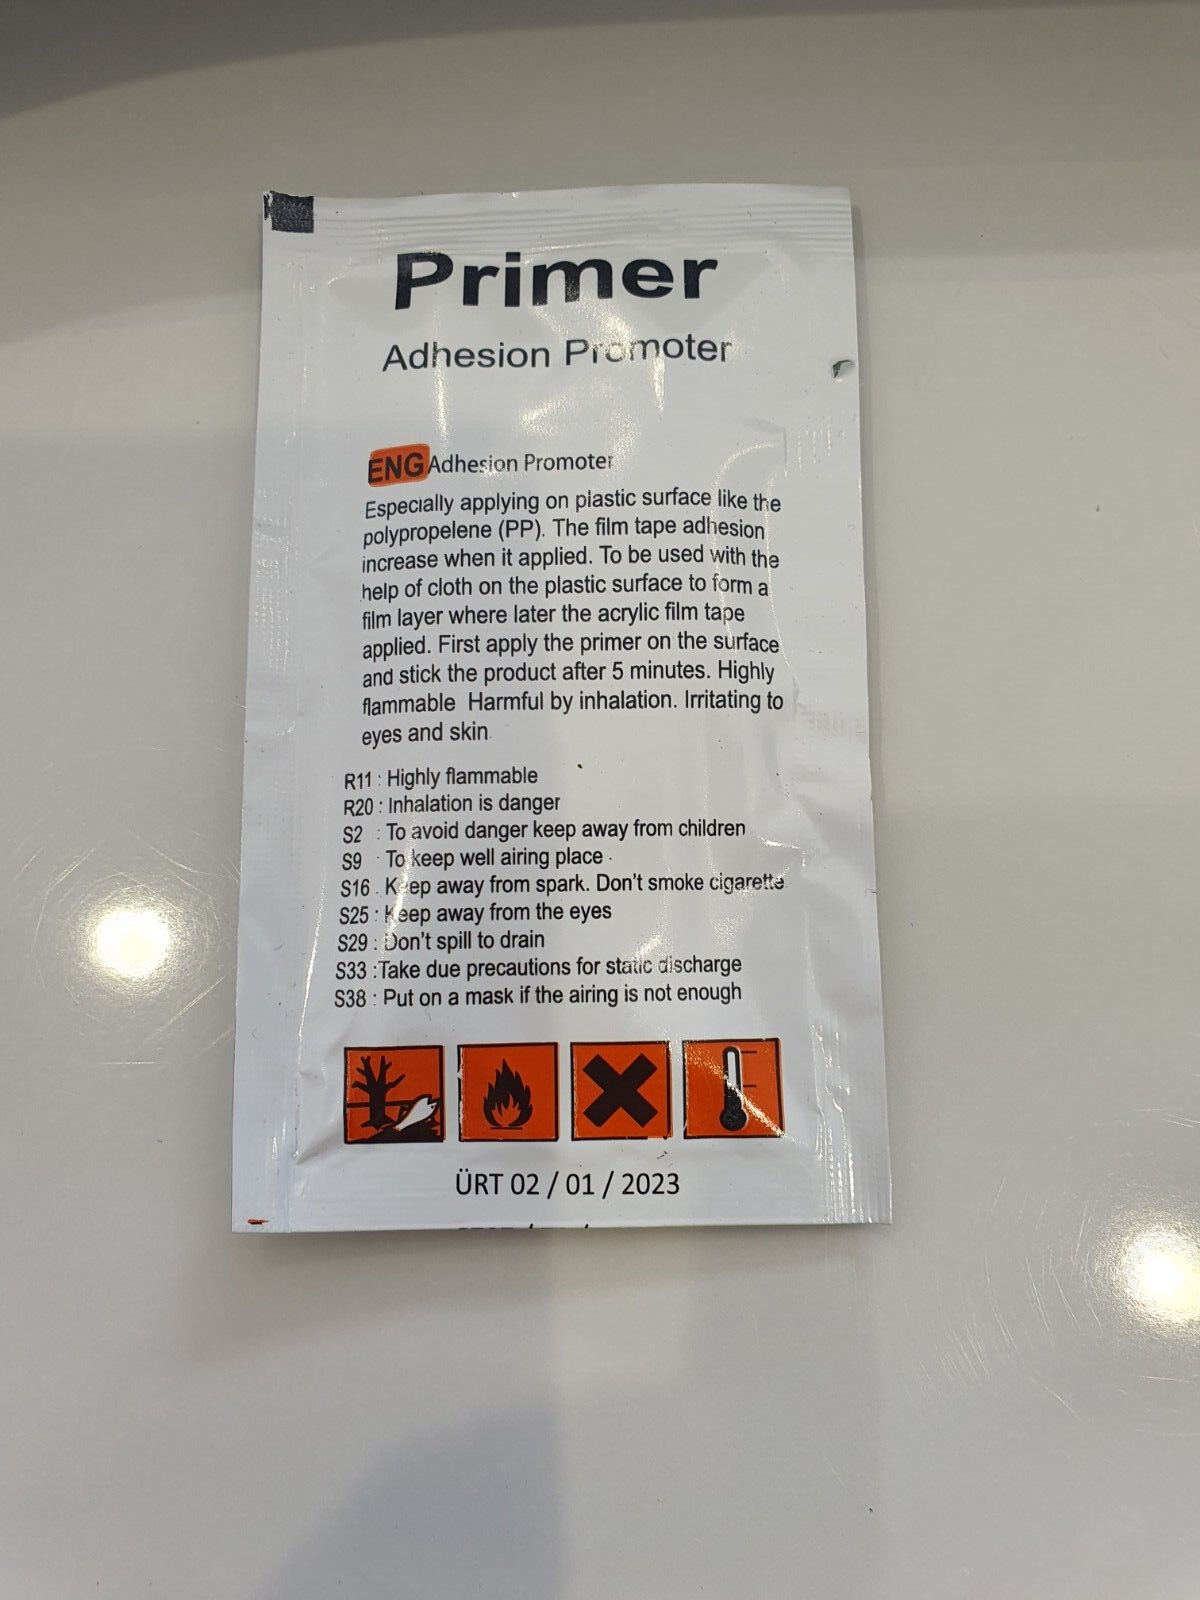 Primer
Adhesion Promoter
ENG Adhesion Promoter
Especially applying on plastic surface like the
polypropelene (PP). The film tape adhesion
increase when it applied. To be used with the
help of cloth on the plastic surface to form a
film layer where later the acrylic film tape
applied. First apply the primer on the surface
and stick the product after 5 minutes. Highly
flammable Harmful by inhalation. Irritating to
eyes and skin.
R11 : Highly flammable
R20 : Inhalation is danger
S2 : To avoid danger keep away from children
S9 : To keep well airing place .
S16 . Keep away from spark. Don't smoke cigarette
S25 : Keep away from the eyes
S29 : Don't spill to drain
S33 :Take due precautions for static discharge
S38 : Put on a mask if the airing is not enough
ÜRT 02 / 01 / 2023